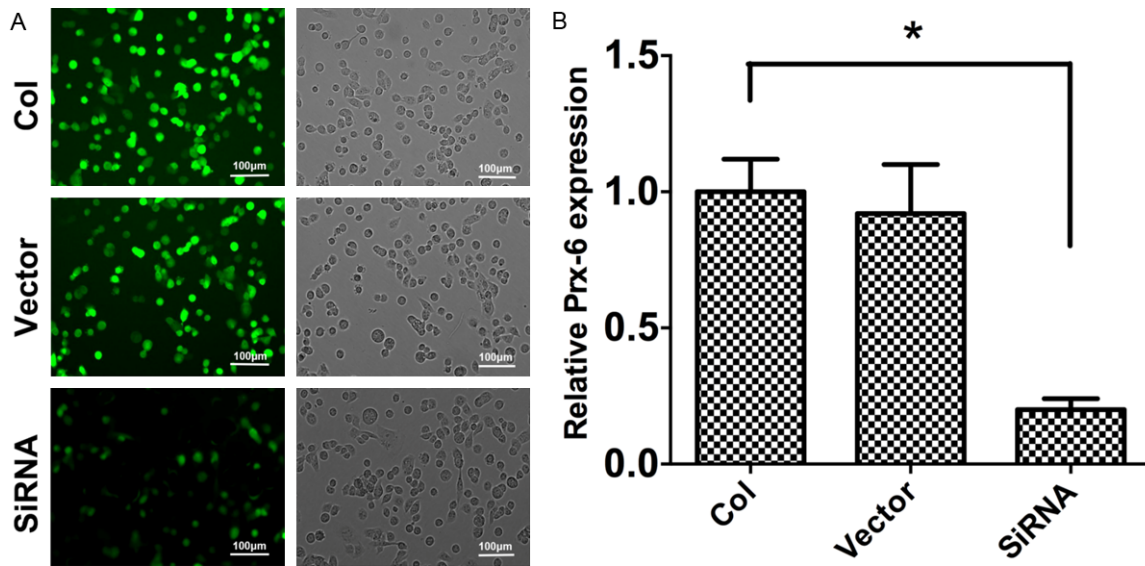 A
Col
100μm
100μm
Vector
100μm
100μm
SiRNA
100μm
100μm
B
Relative Prx-6 expression
1.5
1.0
0.5
0.0
*
Col
Vector
SiRNA